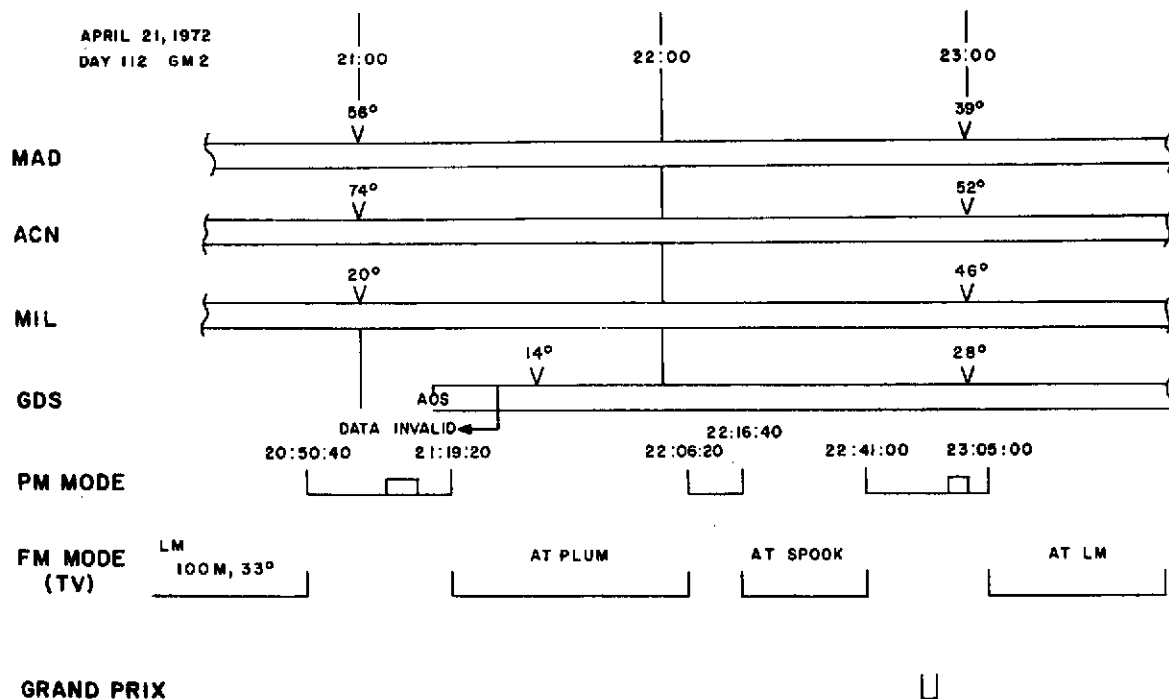 APRIL 21, 1972
DAY 112 GM2
21:00
22:00
23:00
56°
39°
MAD
74°
52°
ACN
20°
46°
MIL
14°
28°
GDS
AOS
DATA INVALID
20:50:40
21:19:20
22:06:20
22:16:40
22:41:00
23:05:00
PM MODE
FM MODE
(TV)
LM
100M, 33°
AT PLUM
AT SPOOK
AT LM
GRAND PRIX